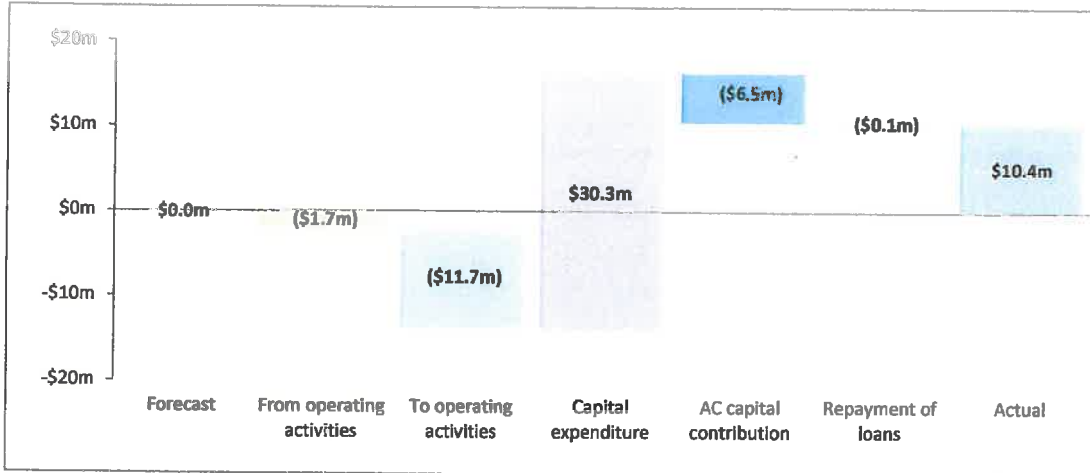 $20m
$10m
$0m
-$10m
-$20m
$0.0m
($1.7m)
($11.7m)
$30.3m
($6.5m)
($0.1m)
$10.4m
Forecast
From operating
activities
To operating
activities
Capital
expenditure
AC capital
contribution
Repayment of
loans
Actual